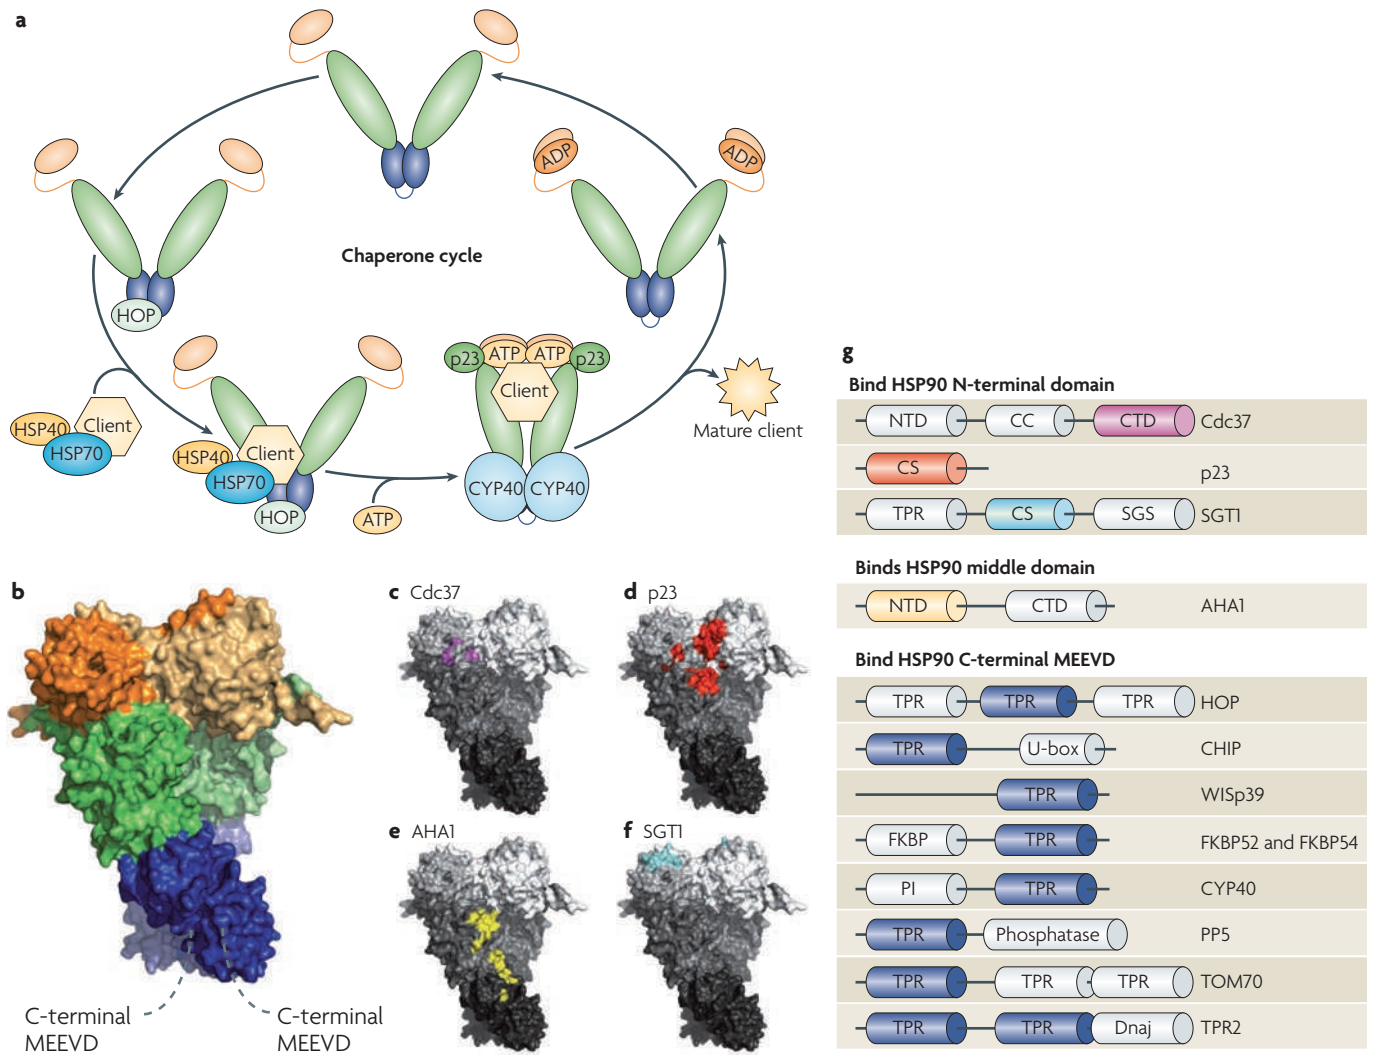 a
ADP
ADP
Chaperone cycle
HOP
HSP40
Client
HSP70
HSP40
Client
HSP70
HOP
ATP
p23
ATP
ATP
p23
Client
CYP40
CYP40
Mature client
b
C-terminal
MEEVD
C-terminal
MEEVD
c Cdc37
d p23
e AHA1
f SGT1
g
Bind HSP90 N-terminal domain
NTD CC CTD Cdc37
CS p23
TPR CS SGS SGT1
Binds HSP90 middle domain
NTD CTD AHA1
Bind HSP90 C-terminal MEEVD
TPR TPR TPR HOP
TPR U-box CHIP
TPR WISp39
FKBP TPR FKBP52 and FKBP54
PI TPR CYP40
TPR Phosphatase PP5
TPR TPR TPR TOM70
TPR TPR Dnaj TPR2